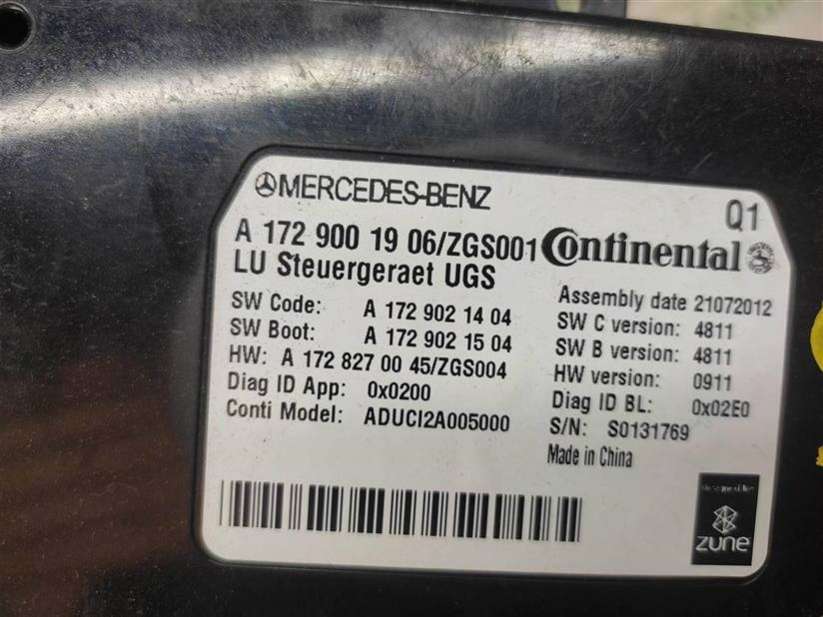 MERCEDES-BENZ
Q1
A 172 900 19 06/ZGS001 Continental
LU Steuergeraet UGS
SW Code: A 172 902 14 04
SW Boot: A 172 902 15 04
HW: A 172 827 00 45/ZGS004
Diag ID App: 0x0200
Conti Model: ADUCI2A005000
Assembly date 21072012
SW C version: 4811
SW B version: 4811
HW version: 0911
Diag ID BL: 0x02E0
S/N: S0131769
Made in China
designed for
zune